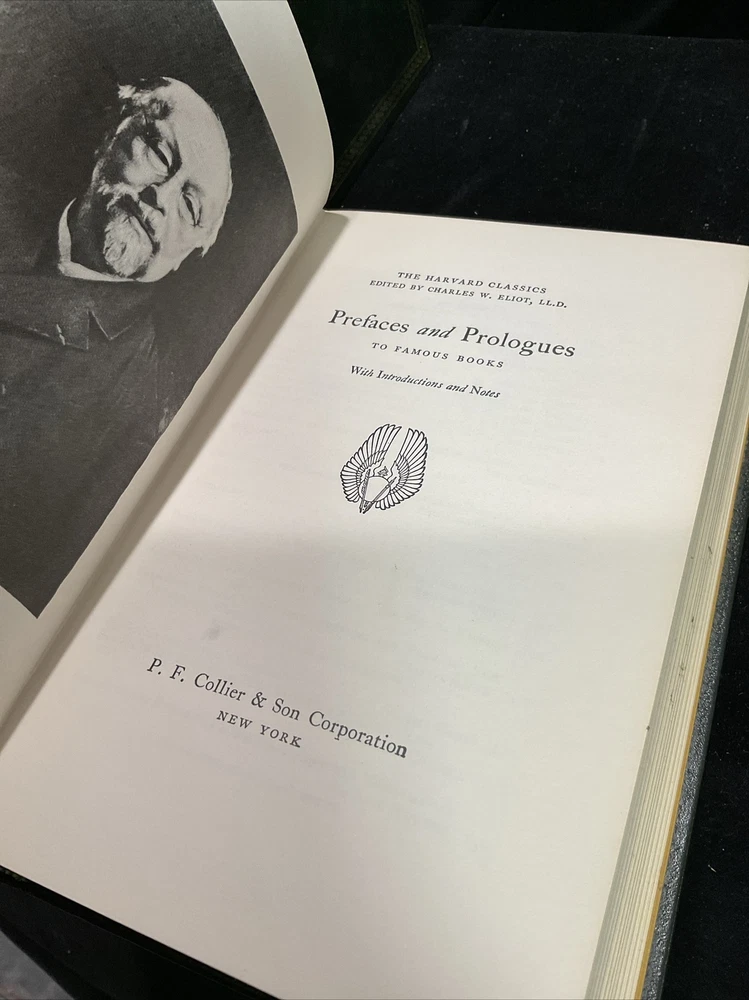 THE HARVARD CLASSICS
EDITED BY CHARLES W. ELIOT, LL.D.
Prefaces and Prologues
TO FAMOUS BOOKS
With Introductions and Notes
P. F. Collier & Son Corporation
NEW YORK